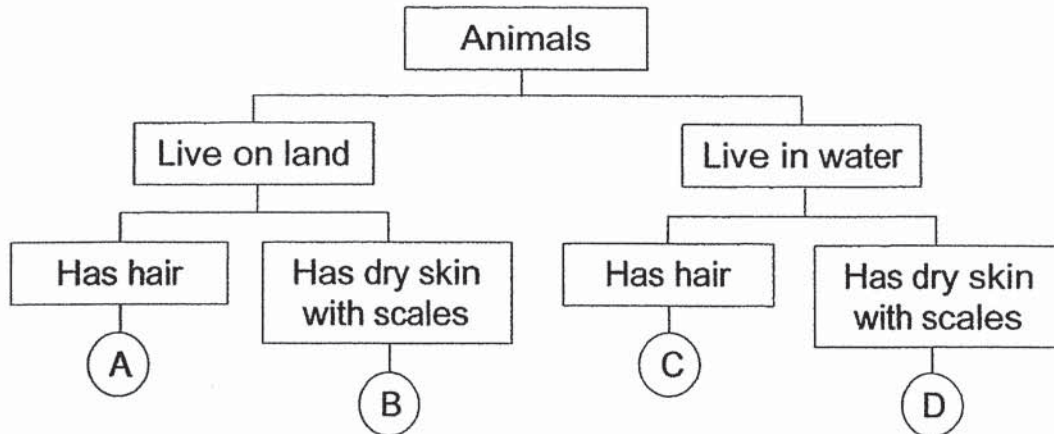 Animals
Live on land
Live in water
Has hair
Has dry skin
with scales
Has hair
Has dry skin
with scales
A
B
C
D